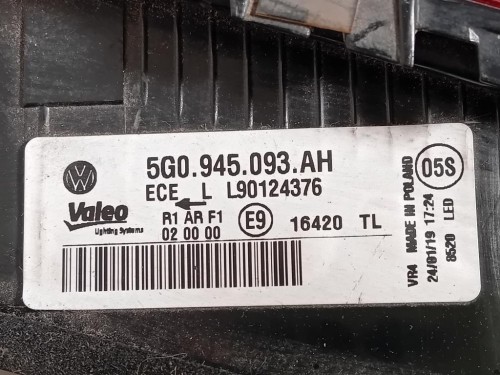 5G0.945.093.AH
ECE L L90124376
Valeo
Lighting Systems
R1 AR F1
02 00 00
E9
16420 TL
VR4 MADE IN POLAND
24/01/19 17:24
8520 LED
05S